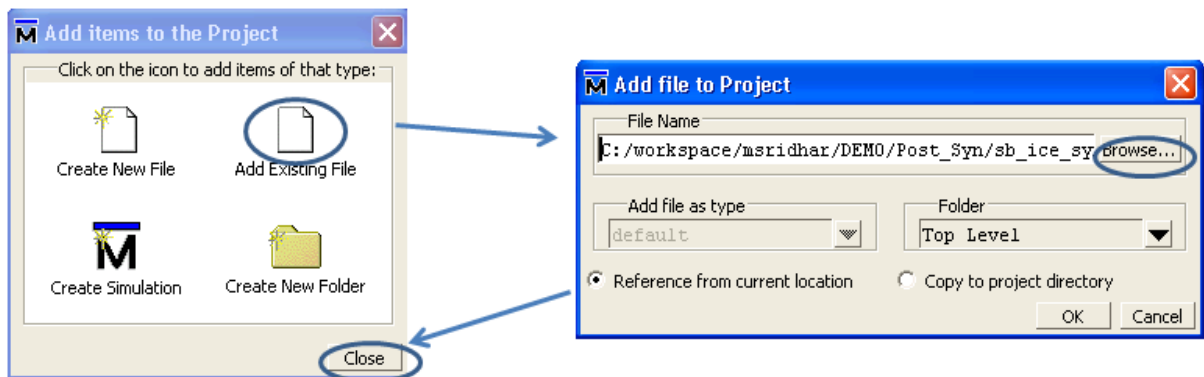 Add items to the Project
Click on the icon to add items of that type:
Create New File
Add Existing File
Create Simulation
Create New Folder
Close
Add file to Project
File Name
C:/workspace/msridhar/DEMO/Post_Syn/sb_ice_sy
Browse...
Add file as type
default
Folder
Top Level
Reference from current location
Copy to project directory
OK
Cancel